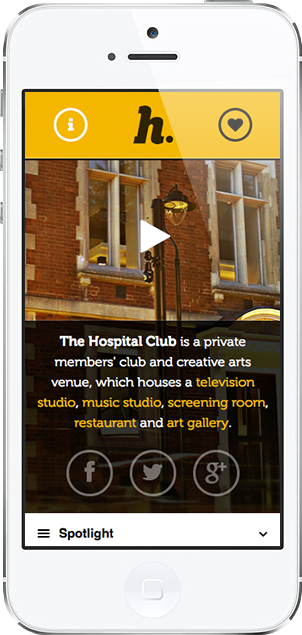 h.
The Hospital Club is a private
members' club and creative arts
venue, which houses a television
studio, music studio, screening room,
restaurant and art gallery.
f
g+
Spotlight